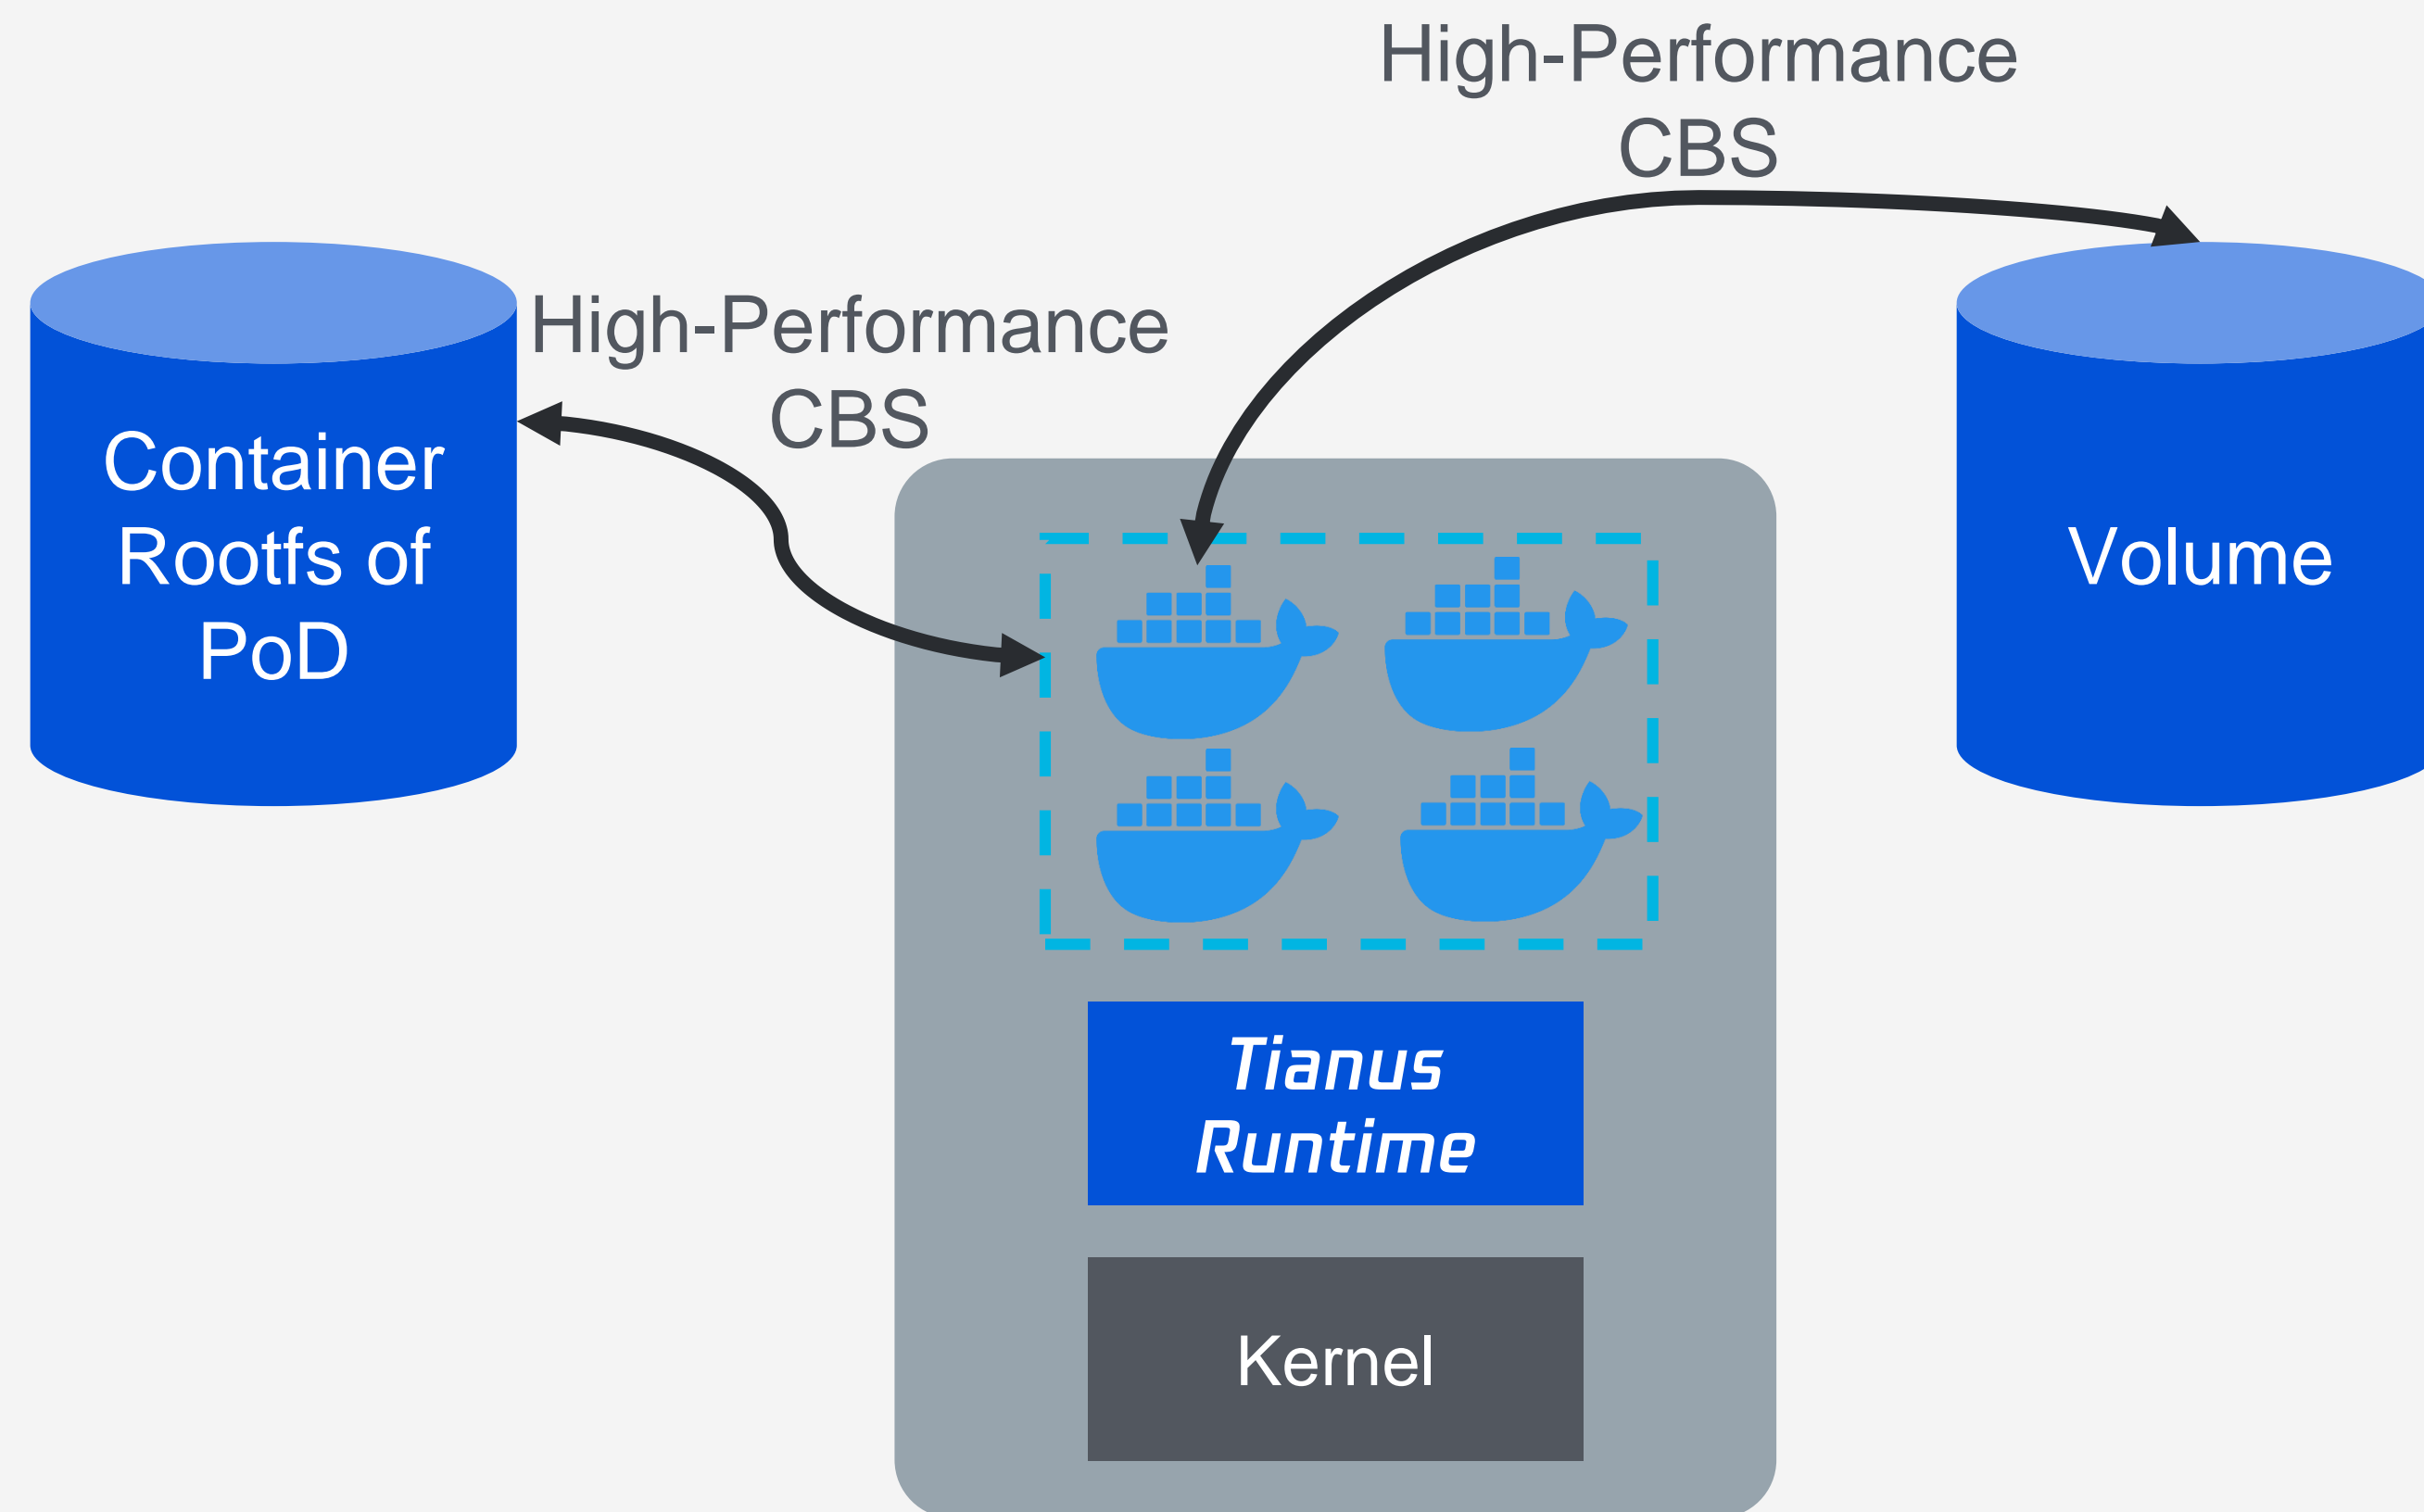 High-Performance
CBS
High-Performance
CBS
Container
Rootfs of
PoD
Volume
Tianus
Runtime
Kernel